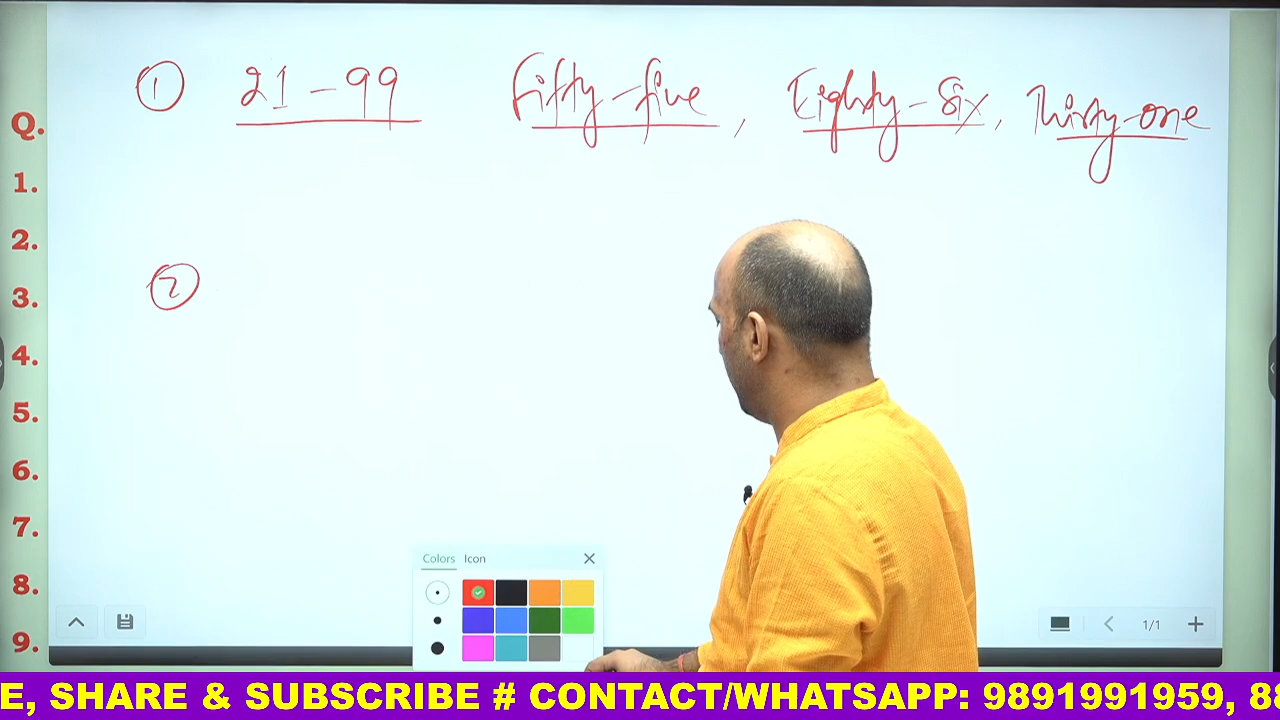 ① 21 - 99 Fifty-five, Eighty-six, Thirty-one
②
Q.
1.
2.
3.
4.
5.
6.
7.
8.
9.
Colors Icon
1/1
E, SHARE & SUBSCRIBE # CONTACT/WHATSAPP: 9891991959, 8